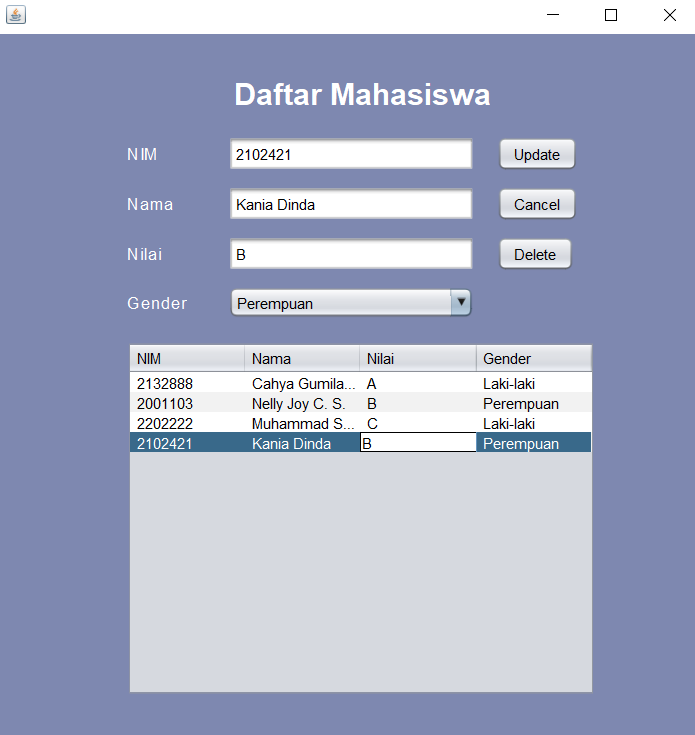 Daftar Mahasiswa
NIM 2102421 Update
Nama Kania Dinda Cancel
Nilai B Delete
Gender Perempuan
NIM Nama Nilai Gender
2132888 Cahya Gumila... A Laki-laki
2001103 Nelly Joy C. S. B Perempuan
2202222 Muhammad S... C Laki-laki
2102421 Kania Dinda B Perempuan